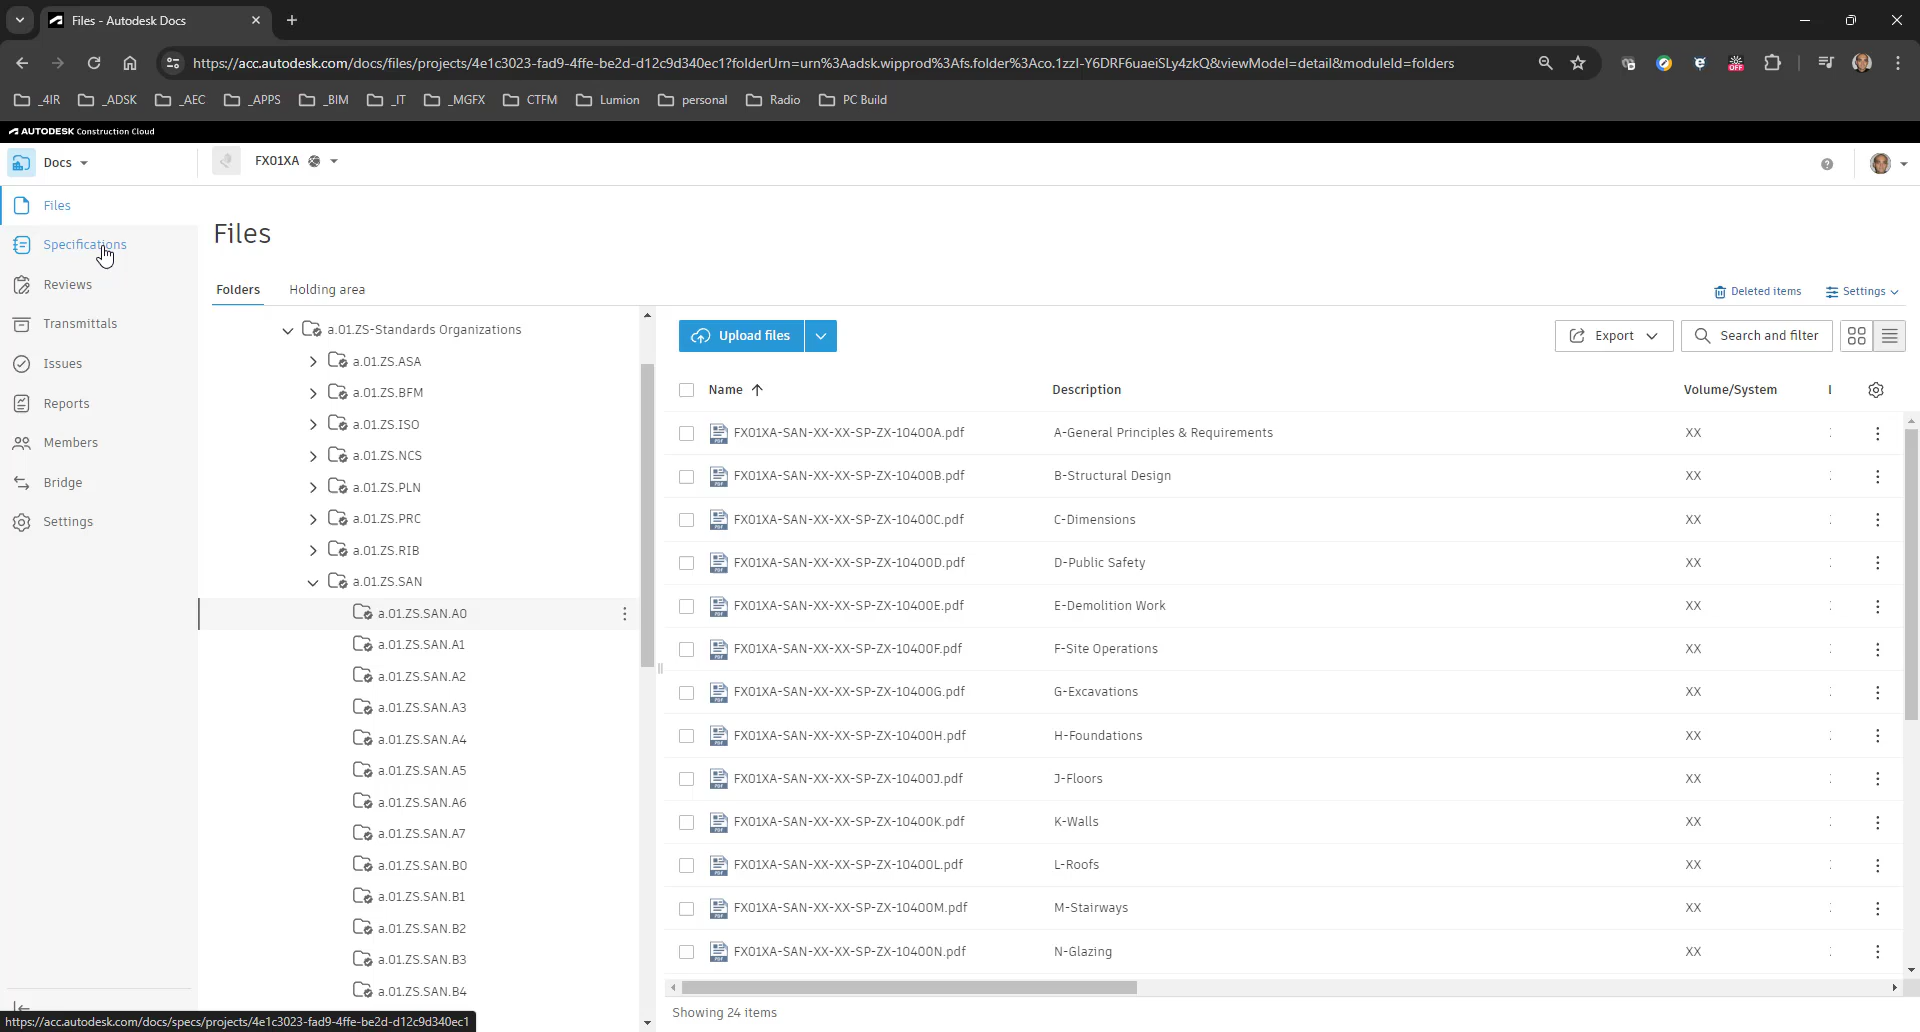 Files - Autodesk Docs
https://acc.autodesk.com/docs/files/projects/4e1c3023-fad9-4ffe-be2d-d12c9d340ec1?folderUrn=urn%3Aadsk.wipprod%3Afs.folder%3Aco.1zzI-Y6DRF6uaeiSLy4zkQ&viewModel=detail&moduleId=folders
OFF
_4IR _ADSK _AEC _APPS _BIM _IT _MGFX CTFM Lumion personal Radio PC Build
AUTODESK Construction Cloud
Docs FX01XA
Files
Specifications
Reviews
Transmittals
Issues
Reports
Members
Bridge
Settings
Files
Folders Holding area Deleted items Settings
a.01.ZS-Standards Organizations
a.01.ZS.ASA
a.01.ZS.BFM
a.01.ZS.ISO
a.01.ZS.NCS
a.01.ZS.PLN
a.01.ZS.PRC
a.01.ZS.RIB
a.01.ZS.SAN
a.01.ZS.SAN.A0
a.01.ZS.SAN.A1
a.01.ZS.SAN.A2
a.01.ZS.SAN.A3
a.01.ZS.SAN.A4
a.01.ZS.SAN.A5
a.01.ZS.SAN.A6
a.01.ZS.SAN.A7
a.01.ZS.SAN.B0
a.01.ZS.SAN.B1
a.01.ZS.SAN.B2
a.01.ZS.SAN.B3
a.01.ZS.SAN.B4
Upload files Export Search and filter
Name Description Volume/System
FX01XA-SAN-XX-XX-SP-ZX-10400A.pdf A-General Principles & Requirements XX
FX01XA-SAN-XX-XX-SP-ZX-10400B.pdf B-Structural Design XX
FX01XA-SAN-XX-XX-SP-ZX-10400C.pdf C-Dimensions XX
FX01XA-SAN-XX-XX-SP-ZX-10400D.pdf D-Public Safety XX
FX01XA-SAN-XX-XX-SP-ZX-10400E.pdf E-Demolition Work XX
FX01XA-SAN-XX-XX-SP-ZX-10400F.pdf F-Site Operations XX
FX01XA-SAN-XX-XX-SP-ZX-10400G.pdf G-Excavations XX
FX01XA-SAN-XX-XX-SP-ZX-10400H.pdf H-Foundations XX
FX01XA-SAN-XX-XX-SP-ZX-10400J.pdf J-Floors XX
FX01XA-SAN-XX-XX-SP-ZX-10400K.pdf K-Walls XX
FX01XA-SAN-XX-XX-SP-ZX-10400L.pdf L-Roofs XX
FX01XA-SAN-XX-XX-SP-ZX-10400M.pdf M-Stairways XX
FX01XA-SAN-XX-XX-SP-ZX-10400N.pdf N-Glazing XX
Showing 24 items
https://acc.autodesk.com/docs/specs/projects/4e1c3023-fad9-4ffe-be2d-d12c9d340ec1